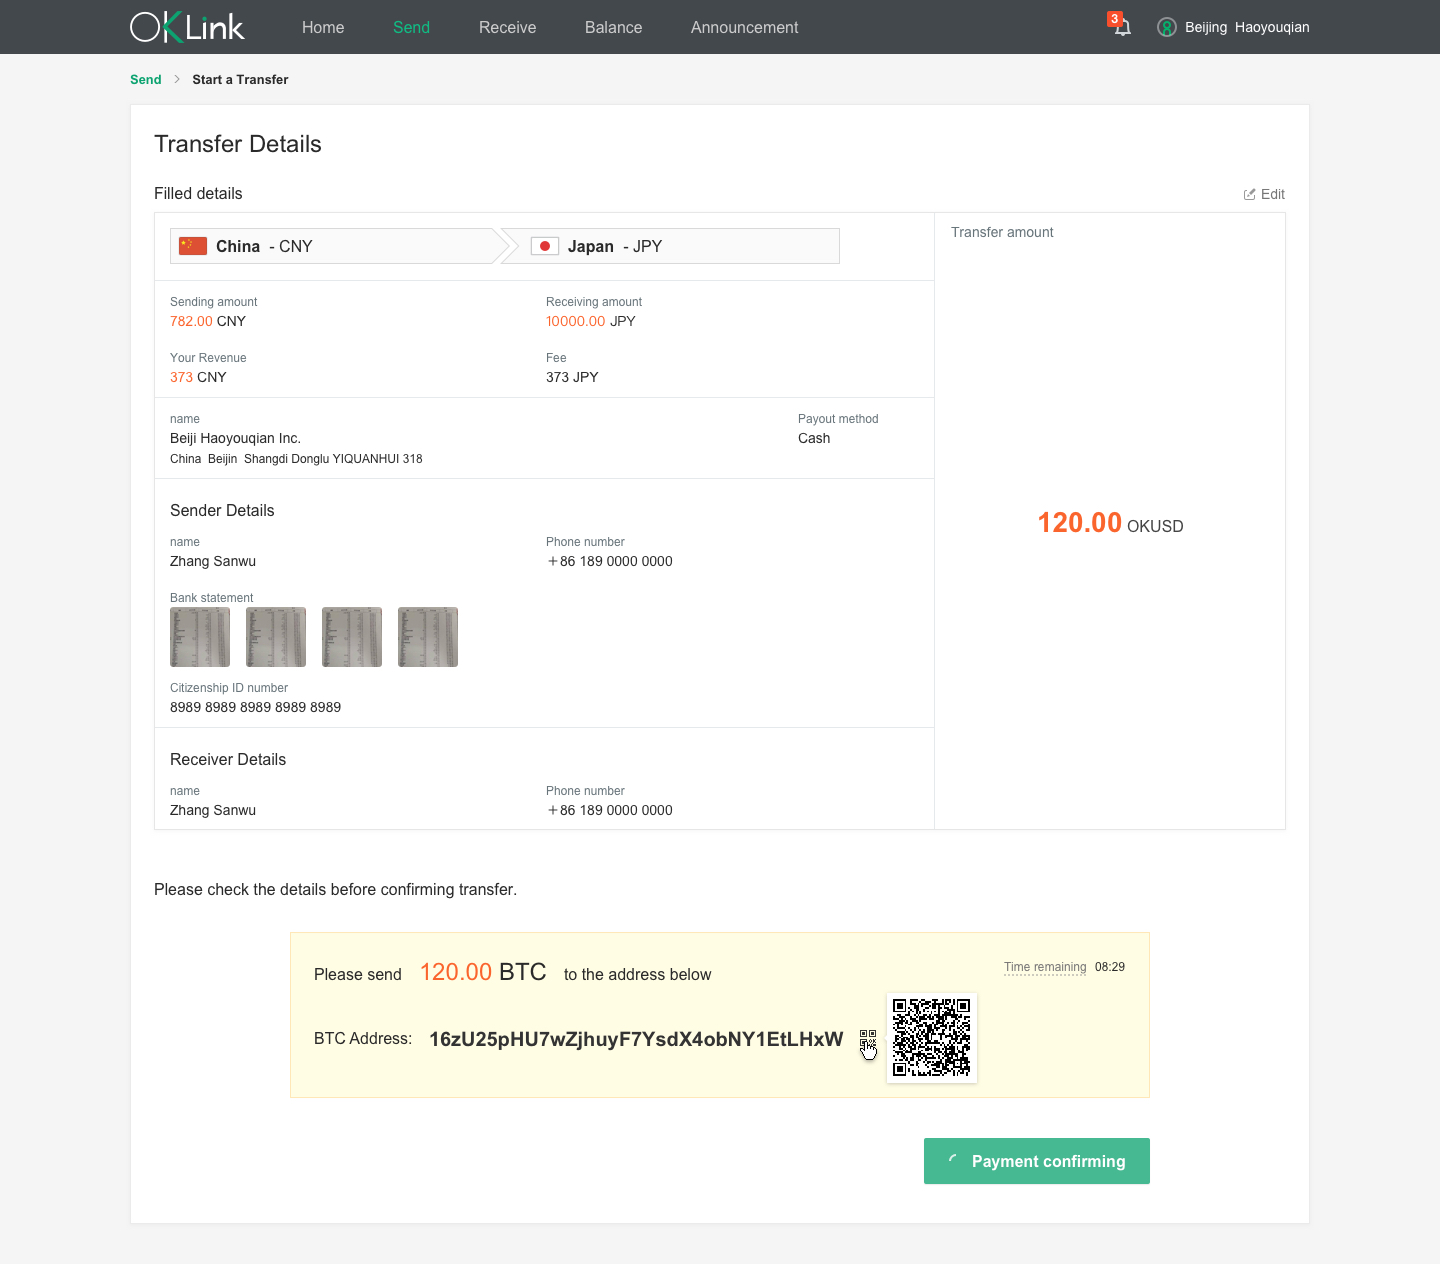 OKLink Home Send Receive Balance Announcement 3 Beijing Haoyouqian
Send > Start a Transfer
Transfer Details
Filled details Edit
China - CNY Japan - JPY
Transfer amount
Sending amount Receiving amount
782.00 CNY 10000.00 JPY
Your Revenue Fee
373 CNY 373 JPY
name Payout method
Beiji Haoyouqian Inc. Cash
China Beijin Shangdi Donglu YIQUANHUI 318
120.00 OKUSD
Sender Details
name Phone number
Zhang Sanwu +86 189 0000 0000
Bank statement
Citizenship ID number
8989 8989 8989 8989 8989
Receiver Details
name Phone number
Zhang Sanwu +86 189 0000 0000
Please check the details before confirming transfer.
Please send 120.00 BTC to the address below Time remaining 08:29
BTC Address: 16zU25pHU7wZjhuyF7YsdX4obNY1EtLHxW
Payment confirming